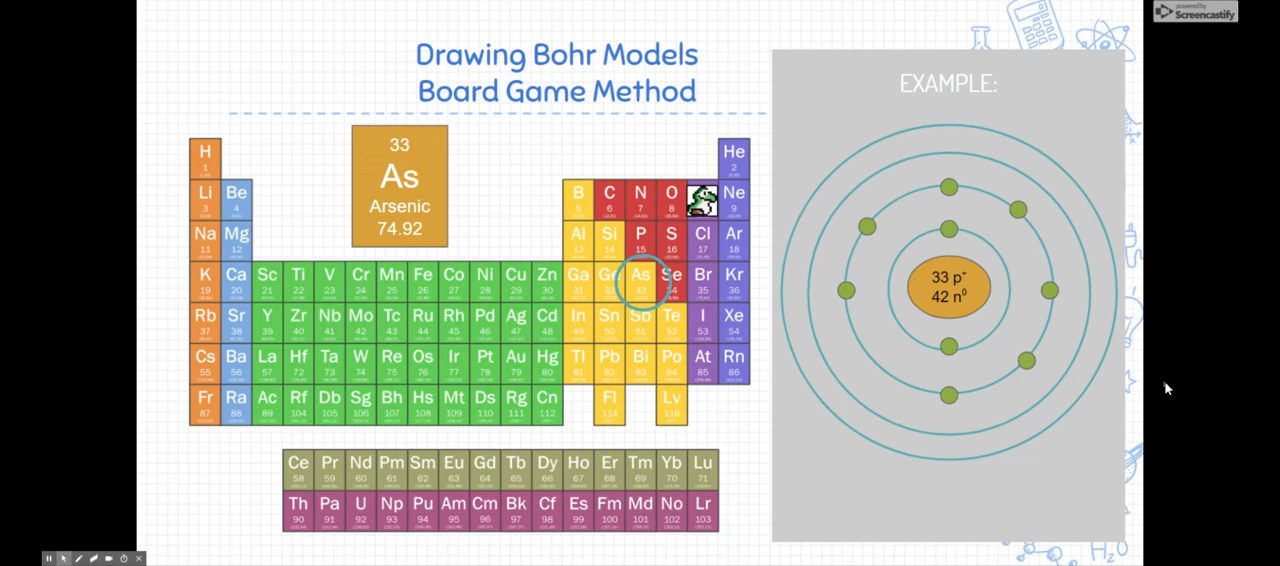 powered by
Screencastify
Drawing Bohr Models
Board Game Method
EXAMPLE:
33
As
Arsenic
74.92
33 p⁺
42 n⁰
H He
1 2
Li Be B C N O Ne
3 4 5 6 7 8 9
Na Mg Al Si P S Cl Ar
11 12 13 14 15 16 17 18
K Ca Sc Ti V Cr Mn Fe Co Ni Cu Zn Ga Ge As Se Br Kr
19 20 21 22 23 24 25 26 27 28 29 30 31 32 33 34 35 36
Rb Sr Y Zr Nb Mo Tc Ru Rh Pd Ag Cd In Sn Sb Te I Xe
37 38 39 40 41 42 43 44 45 46 47 48 49 50 51 52 53 54
Cs Ba La Hf Ta W Re Os Ir Pt Au Hg Tl Pb Bi Po At Rn
55 56 57 72 73 74 75 76 77 78 79 80 81 82 83 84 85 86
Fr Ra Ac Rf Db Sg Bh Hs Mt Ds Rg Cn Fl Lv
87 88 89 104 105 106 107 108 109 110 111 112 114 116
Ce Pr Nd Pm Sm Eu Gd Tb Dy Ho Er Tm Yb Lu
58 59 60 61 62 63 64 65 66 67 68 69 70 71
Th Pa U Np Pu Am Cm Bk Cf Es Fm Md No Lr
90 91 92 93 94 95 96 97 98 99 100 101 102 103
H₂O